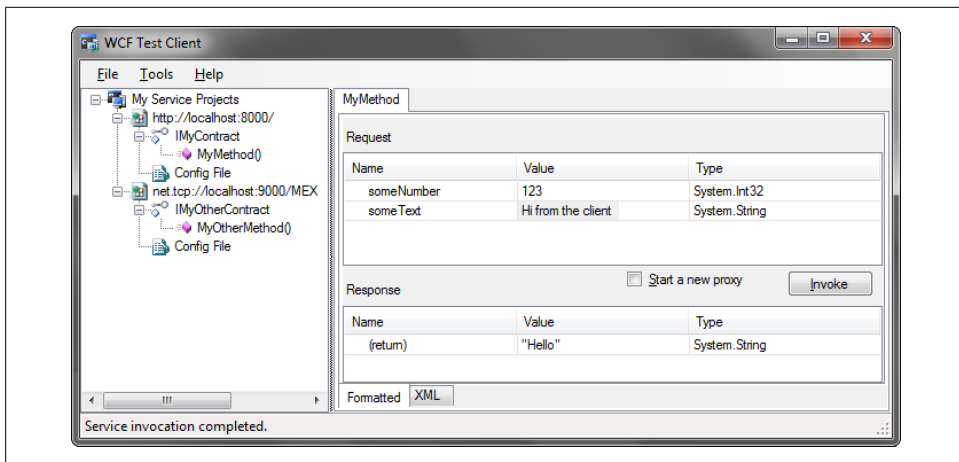 WCF Test Client
File Tools Help
My Service Projects
http://localhost:8000/
IMyContract
MyMethod()
Config File
net.tcp://localhost:9000/MEX
IMyOtherContract
MyOtherMethod()
Config File
MyMethod
Request
Name Value Type
someNumber 123 System.Int32
someText Hi from the client System.String
Start a new proxy Invoke
Response
Name Value Type
(return) "Hello" System.String
Formatted XML
Service invocation completed.